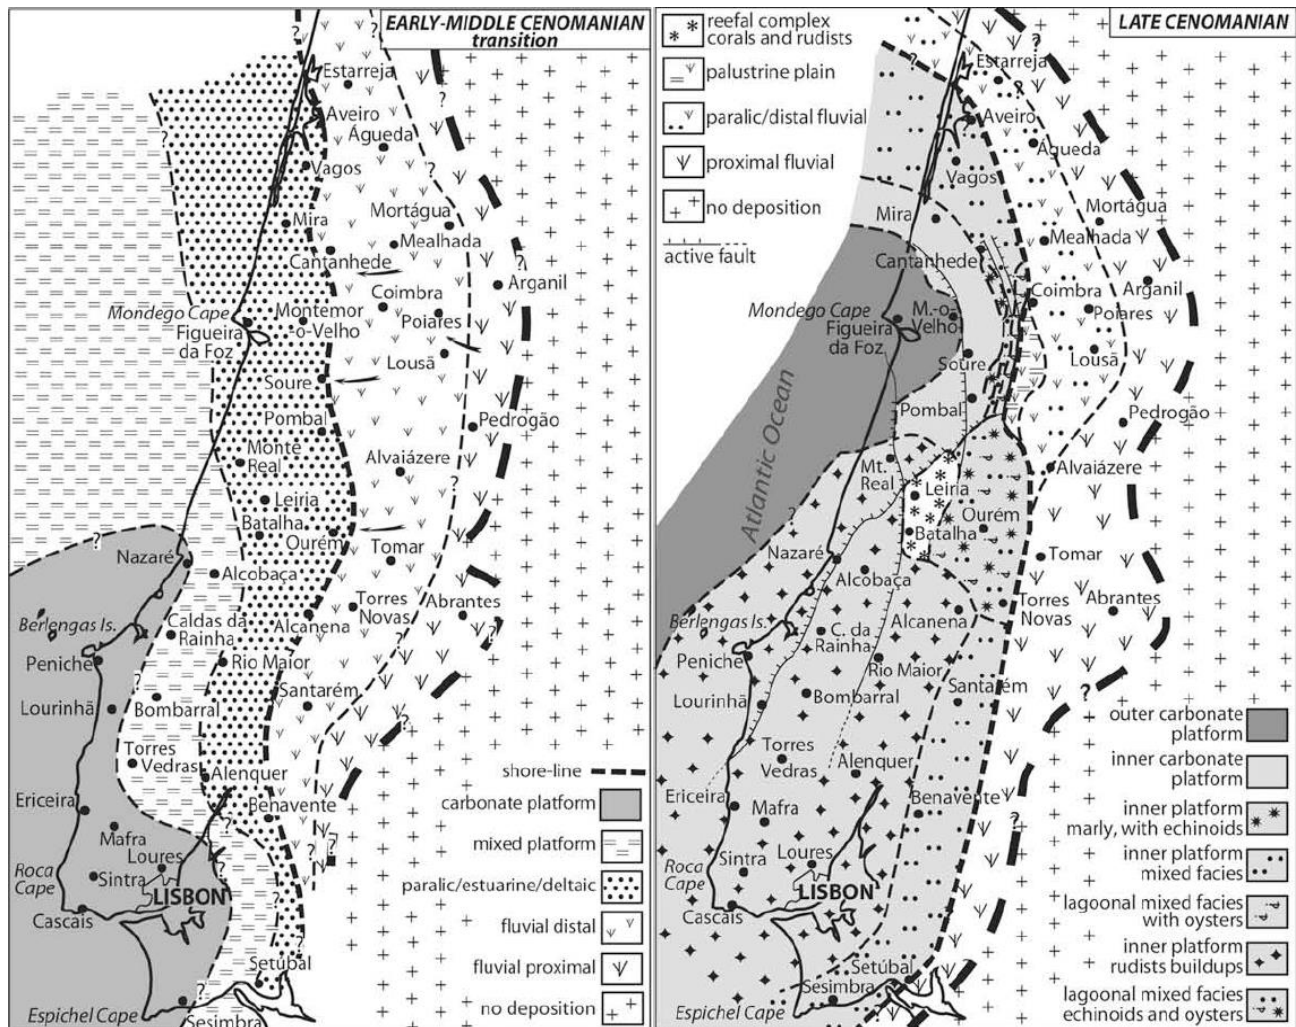 EARLY-MIDDLE CENOMANIAN
transition
?
?
?
Estarreja
Aveiro
Águeda
?
Vagos
Mortágua
Mira
Mealhada
?
Cantanhede
Arganil
Coimbra
Mondego Cape
Montemor
-o-Velho
Figueira
da Foz
Poiares
Lousã
Soure
?
Pombal
Pedrogão
Monte
Real
Alvaiázere
Leiria
Batalha
Ourém
?
Nazaré
Tomar
Alcobaça
Torres
Novas
Abrantes
Alcanena
?
Berlengas Is.
Caldas da
Rainha
Peniche
Rio Maior
?
Santarém
Lourinhã
Bombarral
?
Torres
Vedras
Alenquer
Ericeira
Benavente
?
Mafra
Loures
?
Roca
Cape
Sintra
LISBON
?
Cascais
?
Setúbal
?
Espichel Cape
Sesimbra
shore-line
carbonate platform
mixed platform
paralic/estuarine/deltaic
fluvial distal
fluvial proximal
no deposition
LATE CENOMANIAN
reefal complex
corals and rudists
palustrine plain
paralic/distal fluvial
proximal fluvial
no deposition
active fault
?
?
?
Estarreja
Aveiro
Águeda
Vagos
Mortágua
Mira
Mealhada
Cantanhede
Arganil
Coimbra
Mondego Cape
M.-o-
Velho
Poiares
Figueira
da Foz
Lousã
Soure
Atlantic Ocean
Pombal
Pedrogão
Mt.
Real
Alvaiázere
Leiria
?
Ourém
Batalha
Nazaré
Tomar
Alcobaça
Abrantes
Torres
Novas
Alcanena
Berlengas Is.
C. da
Rainha
Peniche
Rio Maior
Santarém
?
Lourinhã
Bombarral
Torres
Vedras
Alenquer
Ericeira
Benavente
?
Mafra
Loures
Roca
Cape
Sintra
LISBON
Cascais
Setúbal
Sesimbra
?
Espichel Cape
outer carbonate
platform
inner carbonate
platform
inner platform
marly, with echinoids
inner platform
mixed facies
lagoonal mixed facies
with oysters
inner platform
rudists buildups
lagoonal mixed facies
echinoids and oysters